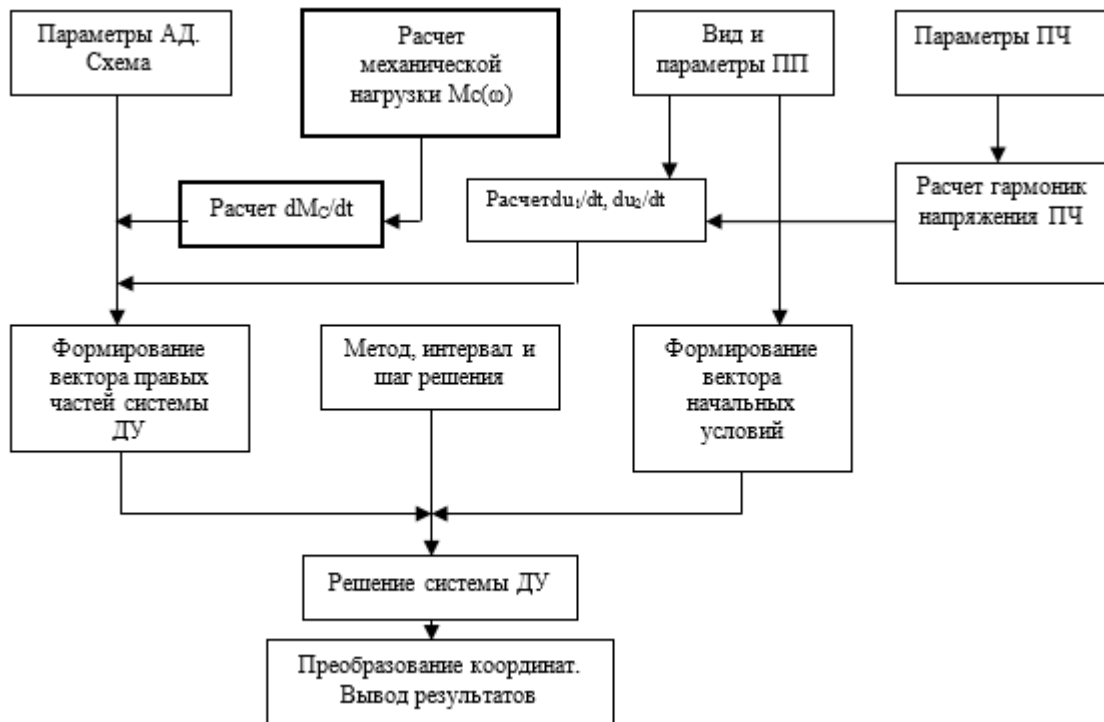 Параметры АД.
Схема
Расчет
механической
нагрузки Мс(ω)
Вид и
параметры ПП
Параметры ПЧ
Расчет dMC/dt
Расчетdu₁/dt, du₂/dt
Расчет гармоник
напряжения ПЧ
Формирование
вектора правых
частей системы
ДУ
Метод, интервал и
шаг решения
Формирование
вектора
начальных
условий
Решение системы ДУ
Преобразование координат.
Вывод результатов